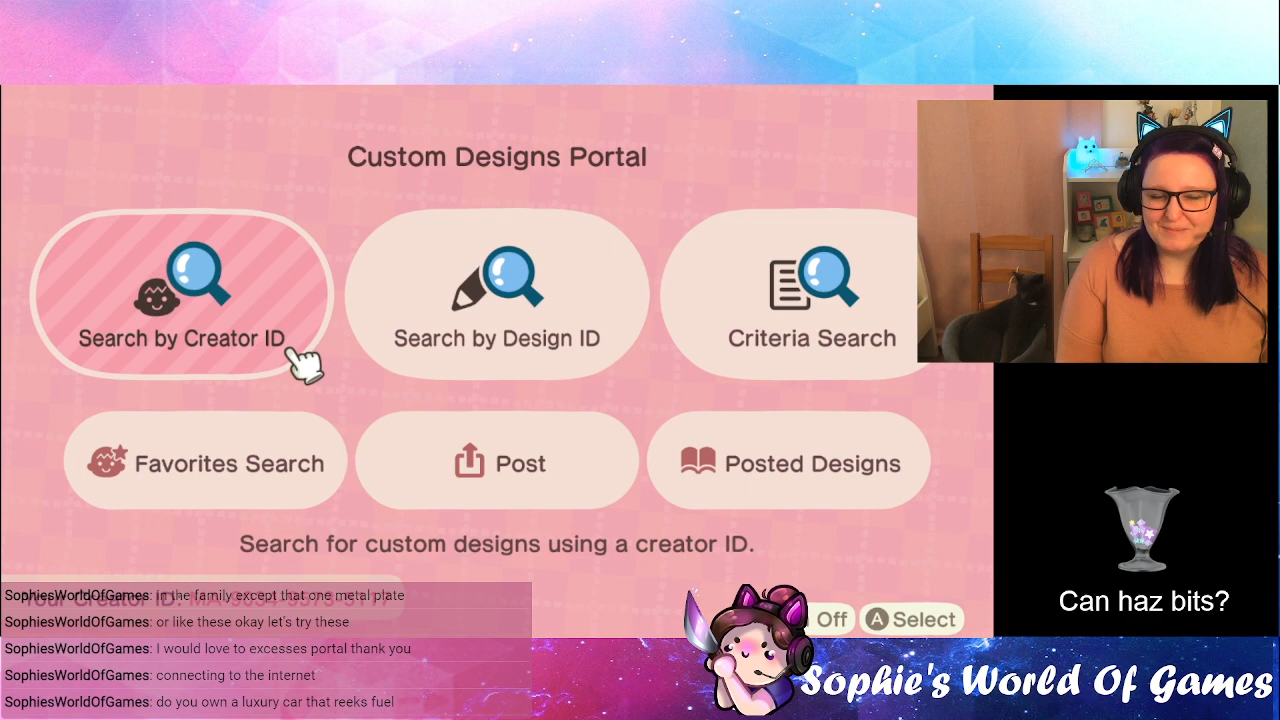 Custom Designs Portal
Search by Creator ID
Search by Design ID
Criteria Search
Favorites Search
Post
Posted Designs
Search for custom designs using a creator ID.
Your Creator ID:
SophiesWorldOfGames: in the family except that one metal plate
SophiesWorldOfGames: or like these okay let's try these
SophiesWorldOfGames: I would love to excesses portal thank you
SophiesWorldOfGames: connecting to the internet
SophiesWorldOfGames: do you own a luxury car that reeks fuel
Off
A Select
Can haz bits?
Sophie's World Of Games